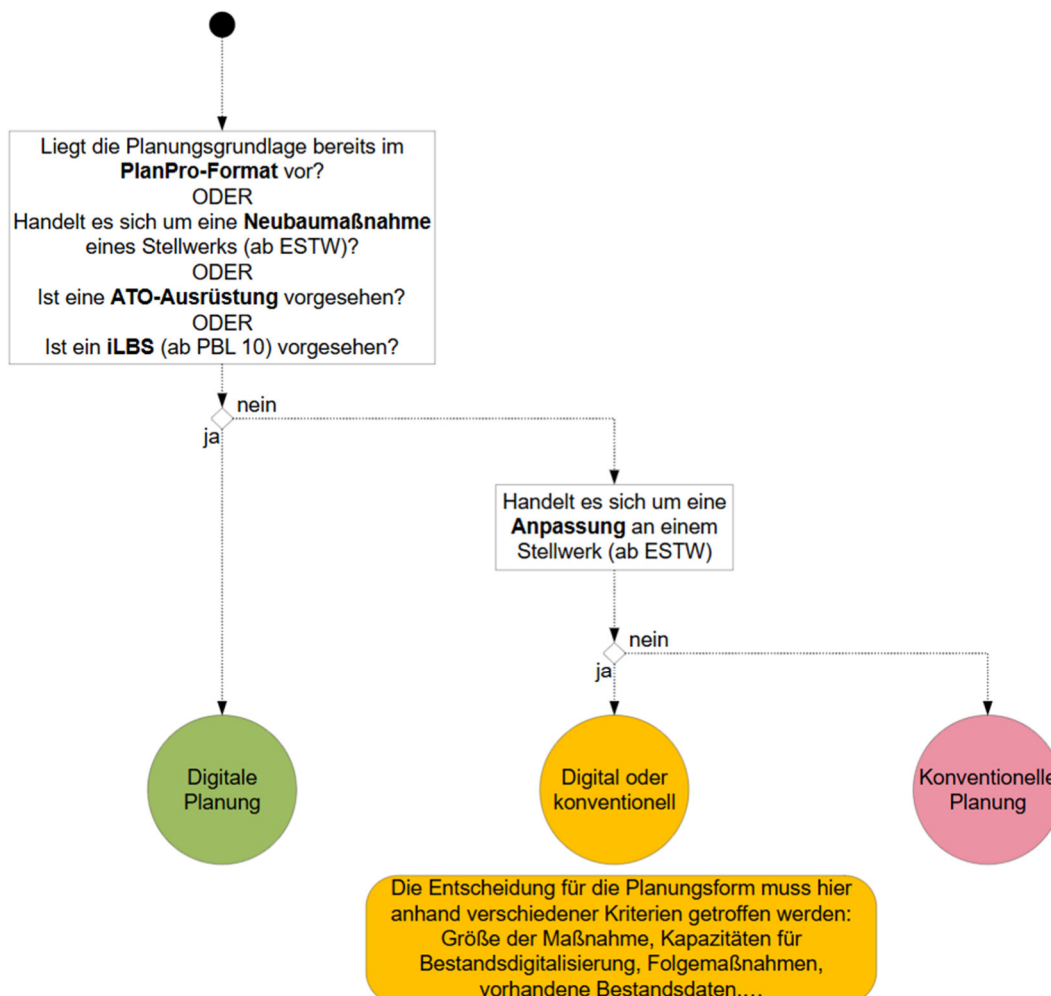 Liegt die Planungsgrundlage bereits im
PlanPro-Format vor?
ODER
Handelt es sich um eine Neubaumaßnahme
eines Stellwerks (ab ESTW)?
ODER
Ist eine ATO-Ausrüstung vorgesehen?
ODER
Ist ein iLBS (ab PBL 10) vorgesehen?
nein
ja
Handelt es sich um eine
Anpassung an einem
Stellwerk (ab ESTW)
nein
ja
Digitale
Planung
Digital oder
konventionell
Konventionelle
Planung
Die Entscheidung für die Planungsform muss hier
anhand verschiedener Kriterien getroffen werden:
Größe der Maßnahme, Kapazitäten für
Bestandsdigitalisierung, Folgemaßnahmen,
vorhandene Bestandsdaten,…